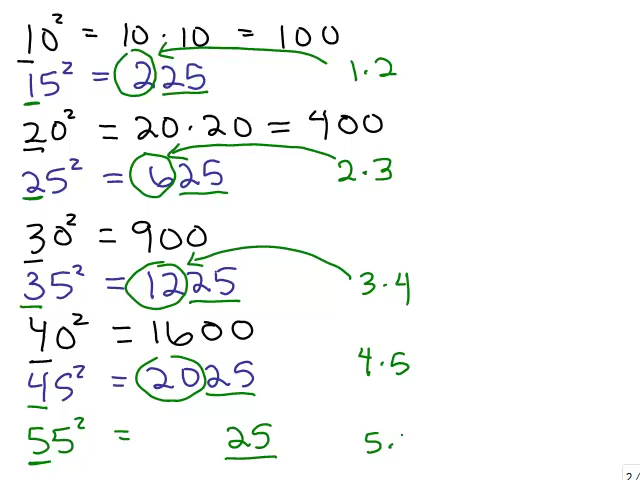 10² = 10 · 10 = 100
15² = 225 1·2
20² = 20·20 = 400
25² = 625 2·3
30² = 900
35² = 1225 3·4
40² = 1600
45² = 2025 4·5
55² = 25 5·
2/